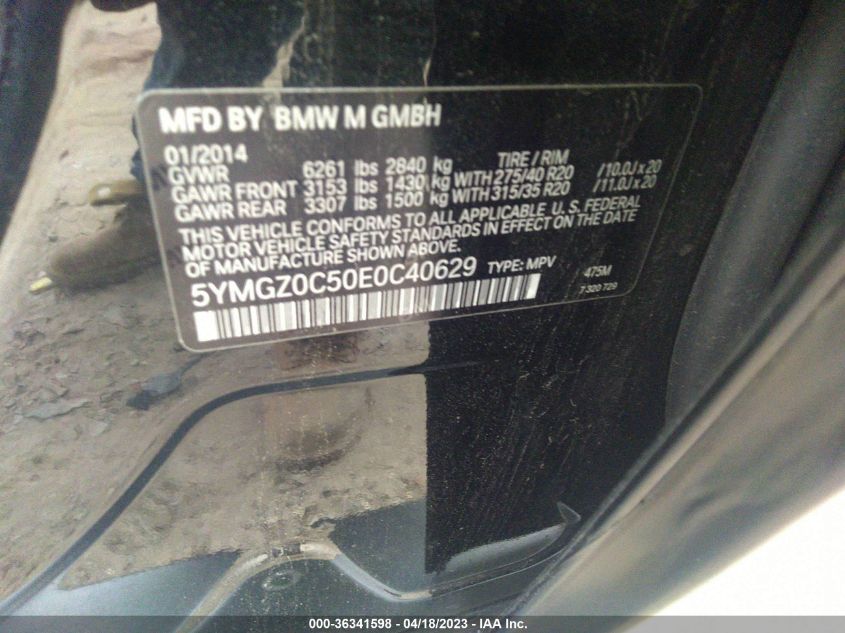 MFD BY BMW M GMBH
01/2014
GVWR 6261 lbs 2840 kg TIRE / RIM
GAWR FRONT 3153 lbs 1430 kg WITH 275/40 R20 /10.0J x 20
GAWR REAR 3307 lbs 1500 kg WITH 315/35 R20 /11.0J x 20
THIS VEHICLE CONFORMS TO ALL APPLICABLE U. S. FEDERAL
MOTOR VEHICLE SAFETY STANDARDS IN EFFECT ON THE DATE
OF MANUFACTURE SHOWN ABOVE.
5YMGZ0C50E0C40629 TYPE: MPV 475M
7 320 729
000-36341598 - 04/18/2023 - IAA Inc.